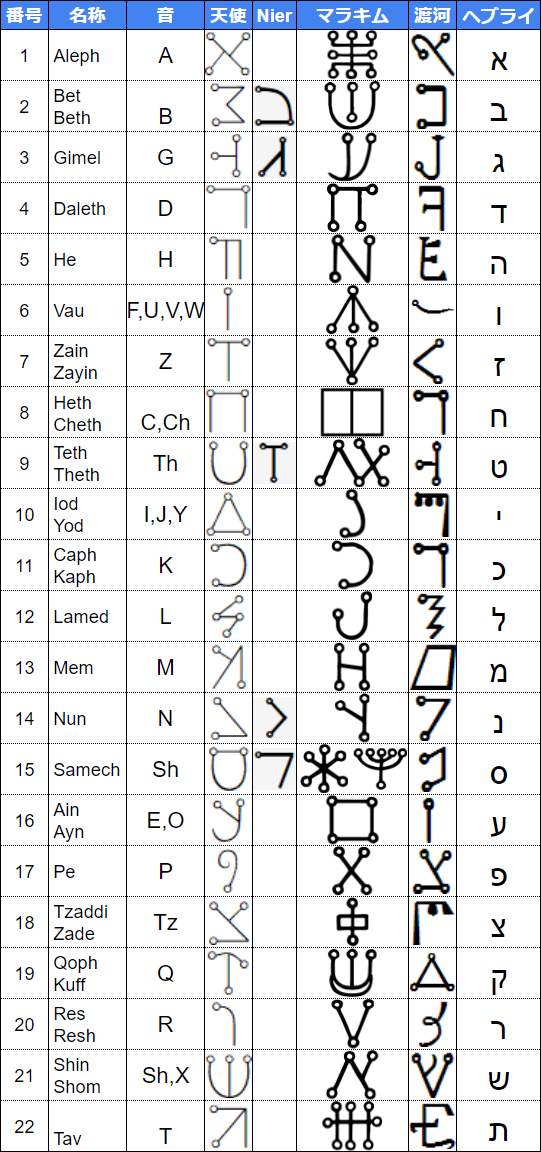 番号 名称 音 天使 Nier マラキム 渡河 ヘブライ
1 Aleph A א
2 Bet Beth B ב
3 Gimel G ג
4 Daleth D ד
5 He H ה
6 Vau F,U,V,W ו
7 Zain Zayin Z ז
8 Heth Cheth C,Ch ח
9 Teth Theth Th ט
10 Iod Yod I,J,Y י
11 Caph Kaph K כ
12 Lamed L ל
13 Mem M מ
14 Nun N נ
15 Samech Sh ס
16 Ain Ayn E,O ע
17 Pe P פ
18 Tzaddi Zade Tz צ
19 Qoph Kuff Q ק
20 Res Resh R ר
21 Shin Shom Sh,X ש
22 Tav T ת